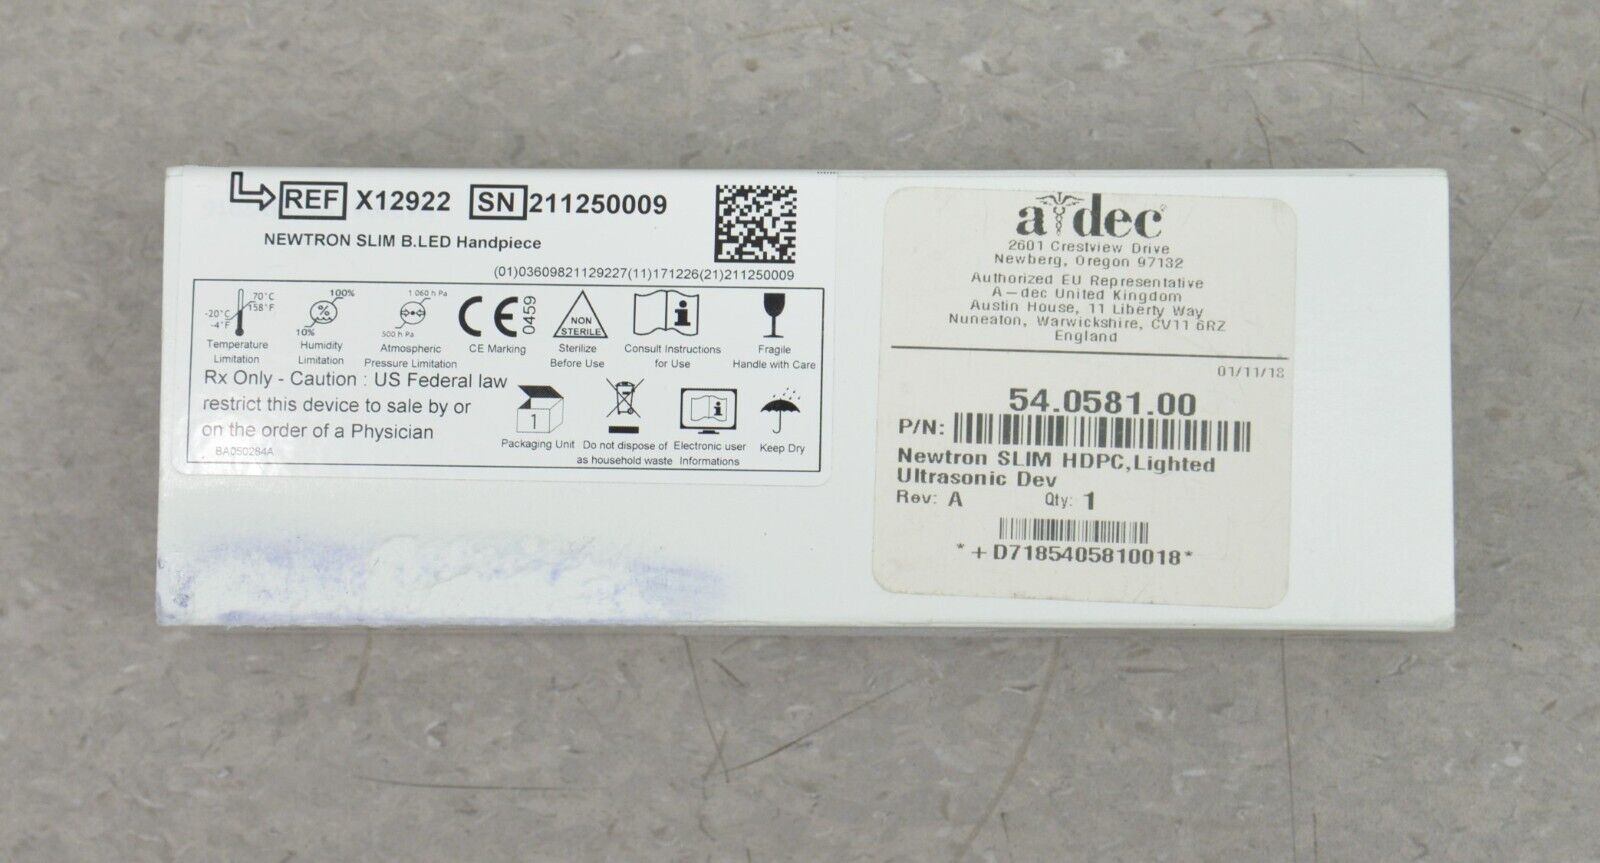 REF X12922 SN 211250009
NEWTRON SLIM B.LED Handpiece
(01)03609821129227(11)171226(21)211250009
-20°C -4°F 70°C 158°F
Temperature
Limitation
10% 100%
Humidity
Limitation
500 h Pa 1 060 h Pa
Atmospheric
Pressure Limitation
CE 0459
CE Marking
NON
STERILE
Sterilize
Before Use
i
Consult Instructions
for Use
Fragile
Handle with Care
Rx Only - Caution : US Federal law
restrict this device to sale by or
on the order of a Physician
BA050284A
1
Packaging Unit
Do not dispose of
as household waste
i
Electronic user
Informations
Keep Dry
a dec®
2601 Crestview Drive
Newberg, Oregon 97132
Authorized EU Representative
A-dec United Kingdom
Austin House, 11 Liberty Way
Nuneaton, Warwickshire, CV11 6RZ
England
01/11/18
54.0581.00
P/N:
Newtron SLIM HDPC,Lighted
Ultrasonic Dev
Rev: A Qty: 1
*+D7185405810018*